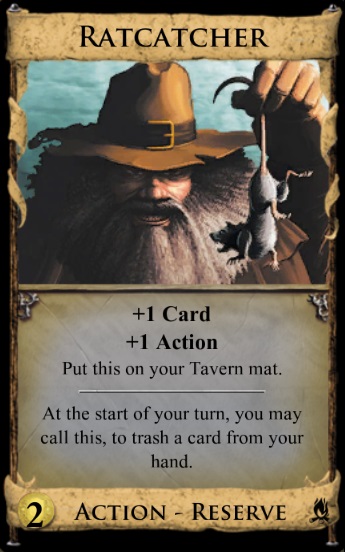 RATCATCHER
+1 Card
+1 Action
Put this on your Tavern mat.
At the start of your turn, you may
call this, to trash a card from your
hand.
2 ACTION - RESERVE